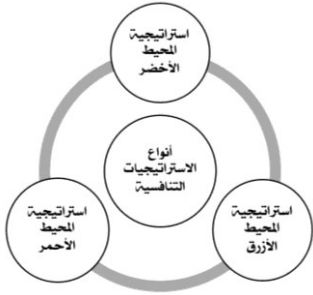 استراتيجية
المحيط
الأخضر
أنواع
الاستراتيجيات
التنافسية
استراتيجية
المحيط
الأزرق
استراتيجية
المحيط
الأحمر